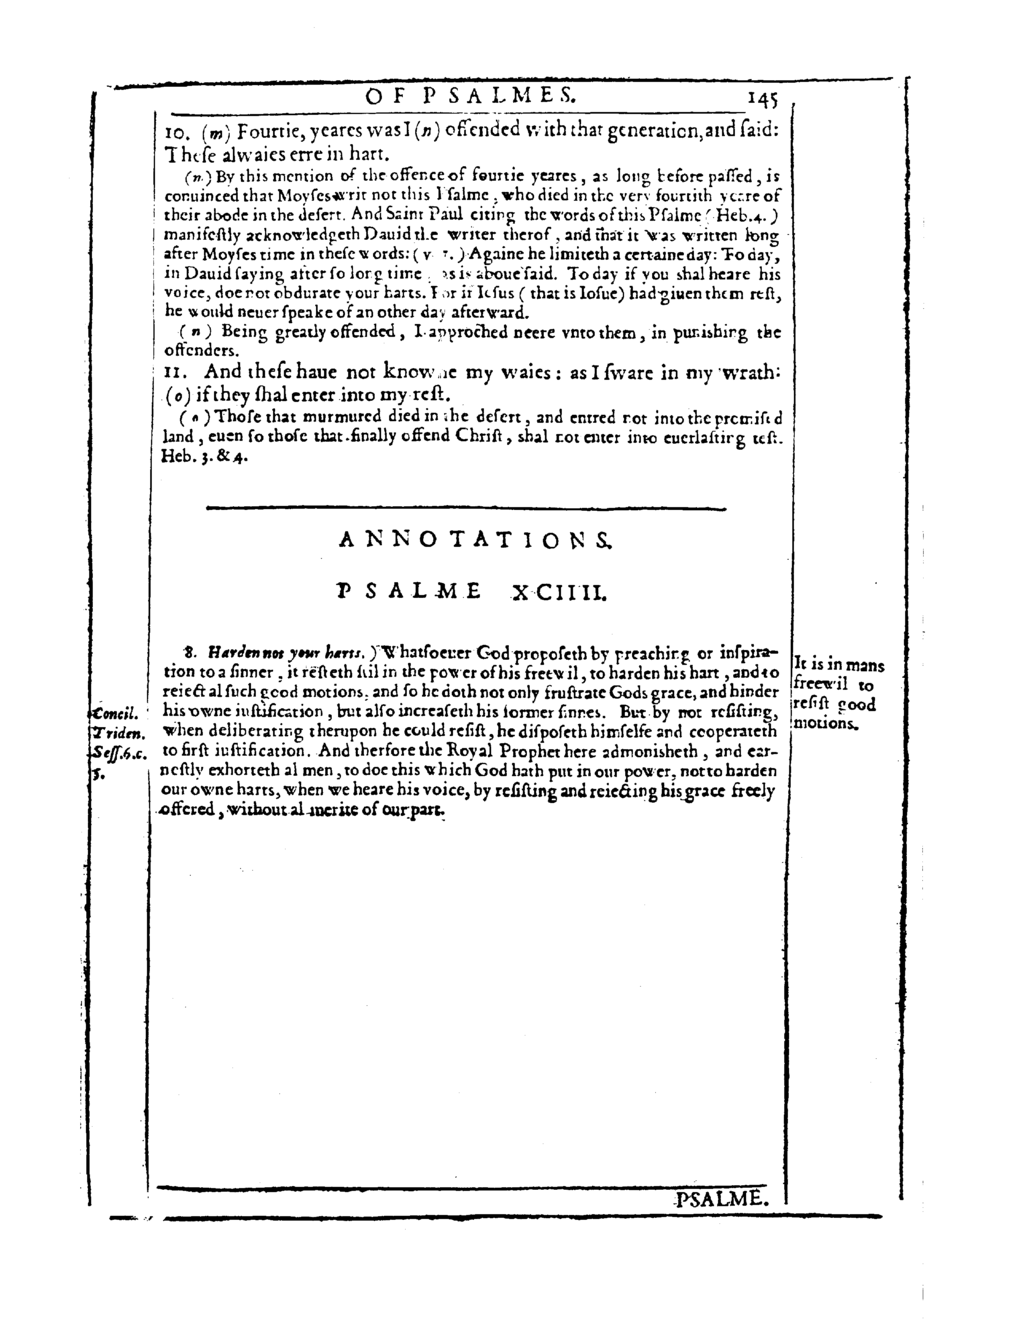 OF PSALMES. 145
10. (m) Fourtie, yeares was I (n) offended with that generation, and ſaid:
Theſe alwaies erre in hart.
(n.) By this mention of the offence of fourtie yeares, as long before paſſed, is
conuinced that Moyſes writ not this Pſalme, who died in the very fourtith yeare of
their abode in the deſert. And Saint Paul citing the words of this Pſalme (Heb.4.)
manifeſtly acknowledgeth Dauid the writer therof, and that it was written long
after Moyſes time in theſe words: (v. 7.) Againe he limiteth a certaine day: To day,
in Dauid ſaying after ſo long time, as is aboue ſaid. To day if you shal heare his
voice, doe not obdurate your harts. For if Ieſus (that is Ioſue) had giuen them reſt,
he would neuer ſpeake of an other day afterward.
(n) Being greatly offended, I approched neere vnto them, in punishing the
offenders.
11. And theſe haue not knowne my waies: as I ſware in my wrath:
(o) if they ſhal enter into my reſt.
(o) Thoſe that murmured died in the deſert, and entred not into the promiſed
land, euen ſo thoſe that finally offend Chriſt, shal not enter into euerlaſting reſt.
Heb. 3. & 4.
ANNOTATIONS.
PSALME XCIIII.
8. Harden not your harts.) Whatſoeuer God propoſeth by preaching or inſpira-
tion to a ſinner, it reſteth ſtil in the power of his freewil, to harden his hart, and to
reiect al ſuch good motions, and ſo he doth not only fruſtrate Gods grace, and hinder
his owne iuſtification, but alſo increaſeth his former ſinnes. But by not reſiſting,
when deliberating therupon he could reſiſt, he diſpoſeth himſelfe and cooperateth
to firſt iuſtification. And therfore the Royal Prophet here admonisheth, and ear-
neſtly exhorteth al men, to doe this which God hath put in our power, not to harden
our owne harts, when we heare his voice, by reſiſting and reiecting his grace freely
offered, without al merite of our part.
Concil.
Triden.
Seſſ.6.c.
5.
It is in mans
freewil to
reſiſt good
motions.
PSALME.